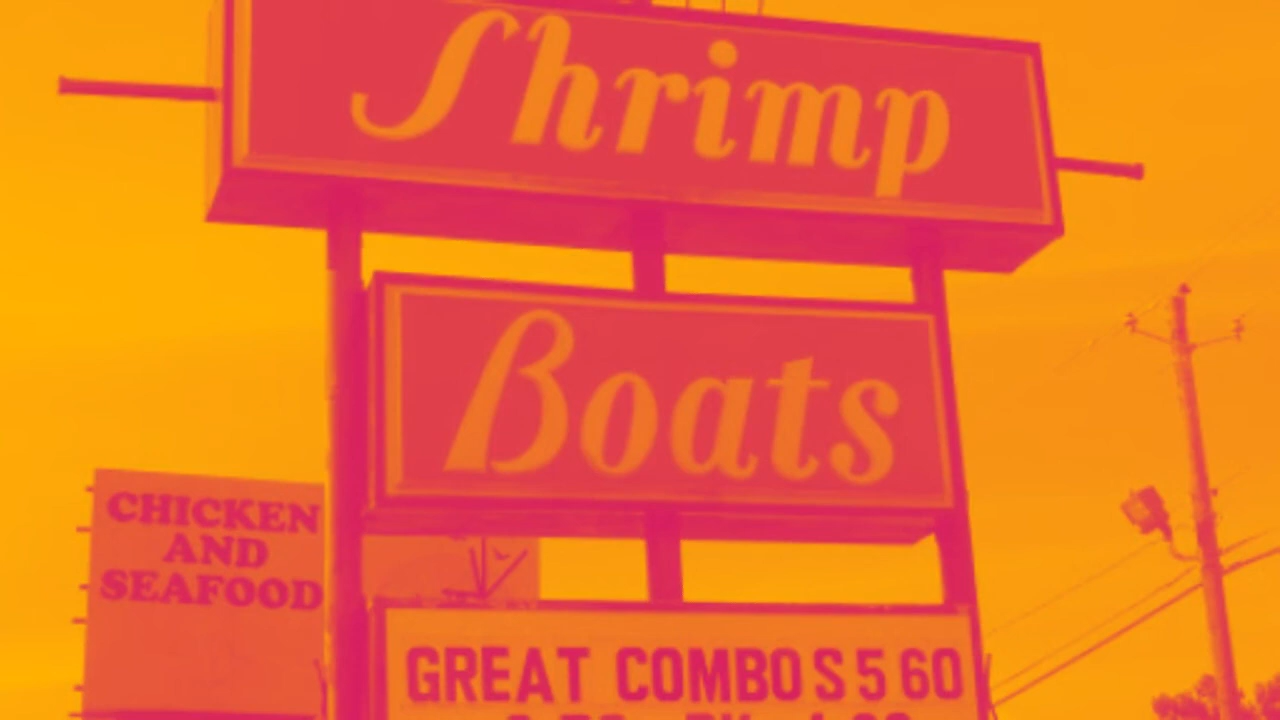 Shrimp
Boats
CHICKEN
AND
SEAFOOD
GREAT COMBOS 5 60